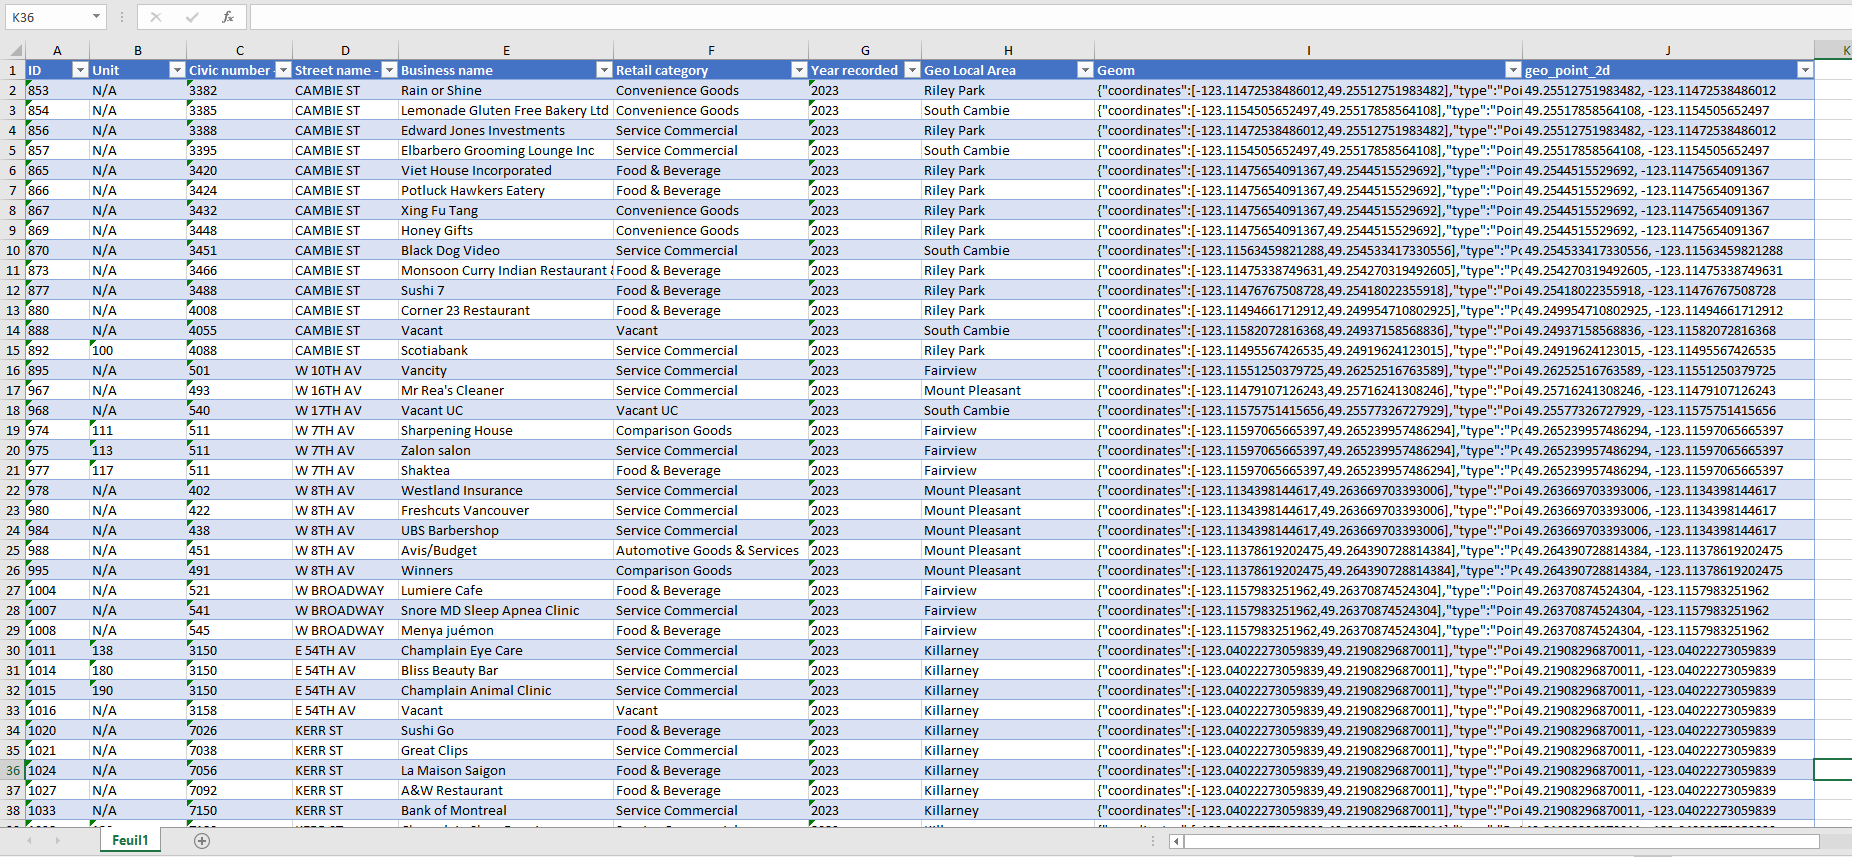 K36 fx
A B C D E F G H I J K
1 ID Unit Civic number - Street name - Business name Retail category Year recorded Geo Local Area Geom geo_point_2d
2 853 N/A 3382 CAMBIE ST Rain or Shine Convenience Goods 2023 Riley Park {"coordinates":[-123.11472538486012,49.25512751983482],"type":"Poi 49.25512751983482, -123.11472538486012
3 854 N/A 3385 CAMBIE ST Lemonade Gluten Free Bakery Ltd Convenience Goods 2023 South Cambie {"coordinates":[-123.1154505652497,49.25517858564108],"type":"Poin 49.25517858564108, -123.1154505652497
4 856 N/A 3388 CAMBIE ST Edward Jones Investments Service Commercial 2023 Riley Park {"coordinates":[-123.11472538486012,49.25512751983482],"type":"Poi 49.25512751983482, -123.11472538486012
5 857 N/A 3395 CAMBIE ST Elbarbero Grooming Lounge Inc Service Commercial 2023 South Cambie {"coordinates":[-123.1154505652497,49.25517858564108],"type":"Poin 49.25517858564108, -123.1154505652497
6 865 N/A 3420 CAMBIE ST Viet House Incorporated Food & Beverage 2023 Riley Park {"coordinates":[-123.11475654091367,49.2544515529692],"type":"Poin 49.2544515529692, -123.11475654091367
7 866 N/A 3424 CAMBIE ST Potluck Hawkers Eatery Food & Beverage 2023 Riley Park {"coordinates":[-123.11475654091367,49.2544515529692],"type":"Poin 49.2544515529692, -123.11475654091367
8 867 N/A 3432 CAMBIE ST Xing Fu Tang Convenience Goods 2023 Riley Park {"coordinates":[-123.11475654091367,49.2544515529692],"type":"Poin 49.2544515529692, -123.11475654091367
9 869 N/A 3448 CAMBIE ST Honey Gifts Convenience Goods 2023 Riley Park {"coordinates":[-123.11475654091367,49.2544515529692],"type":"Poin 49.2544515529692, -123.11475654091367
10 870 N/A 3451 CAMBIE ST Black Dog Video Service Commercial 2023 South Cambie {"coordinates":[-123.11563459821288,49.254533417330556],"type":"Po 49.254533417330556, -123.11563459821288
11 873 N/A 3466 CAMBIE ST Monsoon Curry Indian Restaurant Food & Beverage 2023 Riley Park {"coordinates":[-123.11475338749631,49.254270319492605],"type":"Po 49.254270319492605, -123.11475338749631
12 877 N/A 3488 CAMBIE ST Sushi 7 Food & Beverage 2023 Riley Park {"coordinates":[-123.11476767508728,49.25418022355918],"type":"Poi 49.25418022355918, -123.11476767508728
13 880 N/A 4008 CAMBIE ST Corner 23 Restaurant Food & Beverage 2023 Riley Park {"coordinates":[-123.11494661712912,49.249954710802925],"type":"Po 49.249954710802925, -123.11494661712912
14 888 N/A 4055 CAMBIE ST Vacant Vacant 2023 South Cambie {"coordinates":[-123.11582072816368,49.24937158568836],"type":"Poi 49.24937158568836, -123.11582072816368
15 892 100 4088 CAMBIE ST Scotiabank Service Commercial 2023 Riley Park {"coordinates":[-123.11495567426535,49.24919624123015],"type":"Poi 49.24919624123015, -123.11495567426535
16 895 N/A 501 W 10TH AV Vancity Service Commercial 2023 Fairview {"coordinates":[-123.11551250379725,49.26252516763589],"type":"Poi 49.26252516763589, -123.11551250379725
17 967 N/A 493 W 16TH AV Mr Rea's Cleaner Service Commercial 2023 Mount Pleasant {"coordinates":[-123.11479107126243,49.25716241308246],"type":"Poi 49.25716241308246, -123.11479107126243
18 968 N/A 540 W 17TH AV Vacant UC Vacant UC 2023 South Cambie {"coordinates":[-123.11575751415656,49.25577326727929],"type":"Poi 49.25577326727929, -123.11575751415656
19 974 111 511 W 7TH AV Sharpening House Comparison Goods 2023 Fairview {"coordinates":[-123.11597065665397,49.265239957486294],"type":"Po 49.265239957486294, -123.11597065665397
20 975 113 511 W 7TH AV Zalon salon Service Commercial 2023 Fairview {"coordinates":[-123.11597065665397,49.265239957486294],"type":"Po 49.265239957486294, -123.11597065665397
21 977 117 511 W 7TH AV Shaktea Food & Beverage 2023 Fairview {"coordinates":[-123.11597065665397,49.265239957486294],"type":"Po 49.265239957486294, -123.11597065665397
22 978 N/A 402 W 8TH AV Westland Insurance Service Commercial 2023 Mount Pleasant {"coordinates":[-123.1134398144617,49.263669703393006],"type":"Poi 49.263669703393006, -123.1134398144617
23 980 N/A 422 W 8TH AV Freshcuts Vancouver Service Commercial 2023 Mount Pleasant {"coordinates":[-123.1134398144617,49.263669703393006],"type":"Poi 49.263669703393006, -123.1134398144617
24 984 N/A 438 W 8TH AV UBS Barbershop Service Commercial 2023 Mount Pleasant {"coordinates":[-123.1134398144617,49.263669703393006],"type":"Poi 49.263669703393006, -123.1134398144617
25 988 N/A 451 W 8TH AV Avis/Budget Automotive Goods & Services 2023 Mount Pleasant {"coordinates":[-123.11378619202475,49.264390728814384],"type":"Po 49.264390728814384, -123.11378619202475
26 995 N/A 491 W 8TH AV Winners Comparison Goods 2023 Mount Pleasant {"coordinates":[-123.11378619202475,49.264390728814384],"type":"Po 49.264390728814384, -123.11378619202475
27 1004 N/A 521 W BROADWAY Lumiere Cafe Food & Beverage 2023 Fairview {"coordinates":[-123.1157983251962,49.26370874524304],"type":"Poin 49.26370874524304, -123.1157983251962
28 1007 N/A 541 W BROADWAY Snore MD Sleep Apnea Clinic Service Commercial 2023 Fairview {"coordinates":[-123.1157983251962,49.26370874524304],"type":"Poin 49.26370874524304, -123.1157983251962
29 1008 N/A 545 W BROADWAY Menya juémon Food & Beverage 2023 Fairview {"coordinates":[-123.1157983251962,49.26370874524304],"type":"Poin 49.26370874524304, -123.1157983251962
30 1011 138 3150 E 54TH AV Champlain Eye Care Service Commercial 2023 Killarney {"coordinates":[-123.04022273059839,49.21908296870011],"type":"Poi 49.21908296870011, -123.04022273059839
31 1014 180 3150 E 54TH AV Bliss Beauty Bar Service Commercial 2023 Killarney {"coordinates":[-123.04022273059839,49.21908296870011],"type":"Poi 49.21908296870011, -123.04022273059839
32 1015 190 3150 E 54TH AV Champlain Animal Clinic Service Commercial 2023 Killarney {"coordinates":[-123.04022273059839,49.21908296870011],"type":"Poi 49.21908296870011, -123.04022273059839
33 1016 N/A 3158 E 54TH AV Vacant Vacant 2023 Killarney {"coordinates":[-123.04022273059839,49.21908296870011],"type":"Poi 49.21908296870011, -123.04022273059839
34 1020 N/A 7026 KERR ST Sushi Go Food & Beverage 2023 Killarney {"coordinates":[-123.04022273059839,49.21908296870011],"type":"Poi 49.21908296870011, -123.04022273059839
35 1021 N/A 7038 KERR ST Great Clips Service Commercial 2023 Killarney {"coordinates":[-123.04022273059839,49.21908296870011],"type":"Poi 49.21908296870011, -123.04022273059839
36 1024 N/A 7056 KERR ST La Maison Saigon Food & Beverage 2023 Killarney {"coordinates":[-123.04022273059839,49.21908296870011],"type":"Poi 49.21908296870011, -123.04022273059839
37 1027 N/A 7092 KERR ST A&W Restaurant Food & Beverage 2023 Killarney {"coordinates":[-123.04022273059839,49.21908296870011],"type":"Poi 49.21908296870011, -123.04022273059839
38 1033 N/A 7150 KERR ST Bank of Montreal Service Commercial 2023 Killarney {"coordinates":[-123.04022273059839,49.21908296870011],"type":"Poi 49.21908296870011, -123.04022273059839
Feuil1